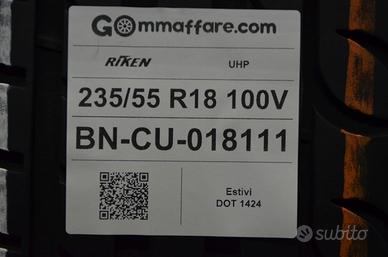 GOmmaffare.com
RIKEN UHP
235/55 R18 100V
BN-CU-018111
Estivi
DOT 1424
subito